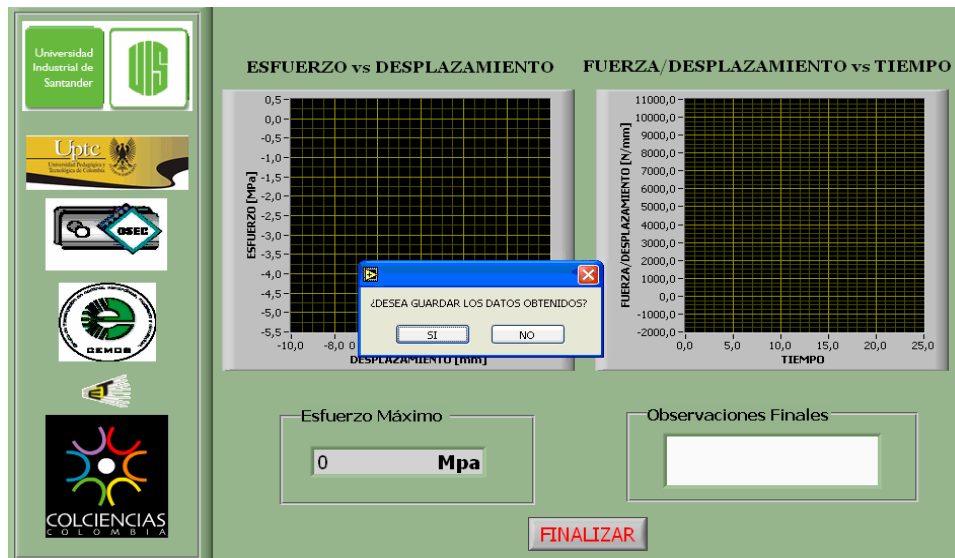 Universidad
Industrial de
Santander
UIS
Uptc
Universidad Pedagógica y
Tecnológica de Colombia
OSEC
GEMOS
COLCIENCIAS
COLOMBIA
ESFUERZO vs DESPLAZAMIENTO
0,5
0,0
-0,5
-1,0
-1,5
-2,0
-2,5
-3,0
-3,5
-4,0
-4,5
-5,0
-5,5
ESFUERZO [MPa]
-10,0 -8,0 0
DESPLAZAMIENTO [mm]
FUERZA/DESPLAZAMIENTO vs TIEMPO
11000,0
10000,0
9000,0
8000,0
7000,0
6000,0
5000,0
4000,0
3000,0
2000,0
1000,0
0,0
-1000,0
-2000,0
FUERZA/DESPLAZAMIENTO [N/mm]
0,0 5,0 10,0 15,0 20,0 25,0
TIEMPO
¿DESEA GUARDAR LOS DATOS OBTENIDOS?
SI NO
Esfuerzo Máximo
0 Mpa
Observaciones Finales
FINALIZAR